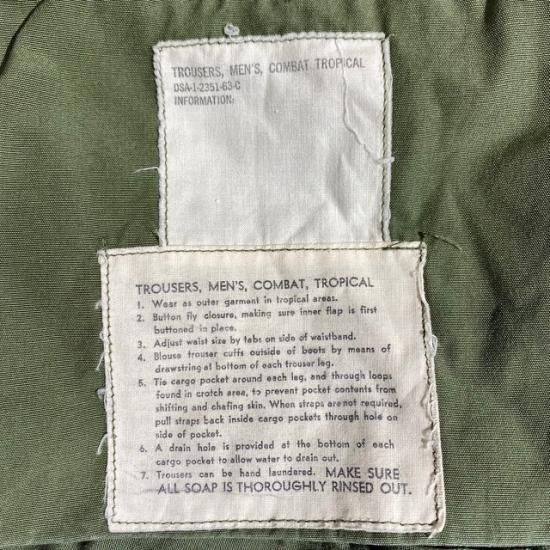 TROUSERS, MEN'S, COMBAT TROPICAL
DSA-1-2351-63-C
INFORMATION:
TROUSERS, MEN'S, COMBAT, TROPICAL
1. Wear as outer garment in tropical areas.
2. Button fly closure, making sure inner flap is first
buttoned in place.
3. Adjust waist size by tabs on side of waistband.
4. Blouse trouser cuffs outside of boots by means of
drawstring at bottom of each trouser leg.
5. Tie cargo pocket around each leg, and through loops
found in crotch area, to prevent pocket contents from
shifting and chafing skin. When straps are not required,
pull straps back inside cargo pockets through hole on
side of pocket.
6. A drain hole is provided at the bottom of each
cargo pocket to allow water to drain out.
7. Trousers can be hand laundered. MAKE SURE
ALL SOAP IS THOROUGHLY RINSED OUT.